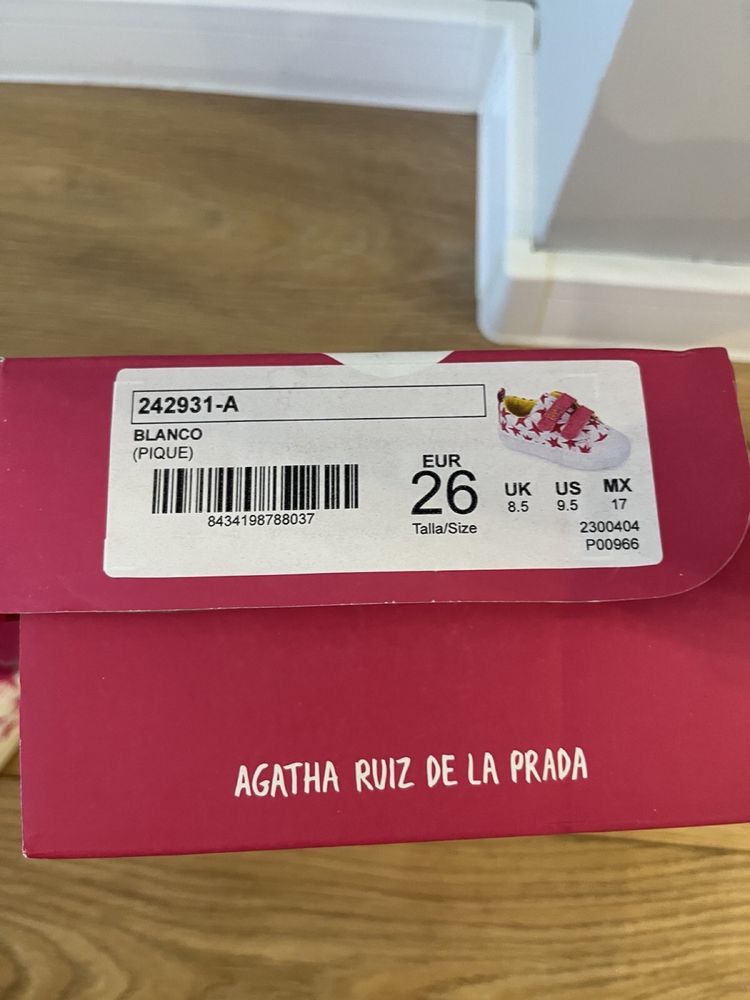 242931-A
BLANCO
(PIQUE)
8434198788037
EUR
26
Talla/Size
UK
8.5
US
9.5
MX
17
2300404
P00966
AGATHA RUIZ DE LA PRADA